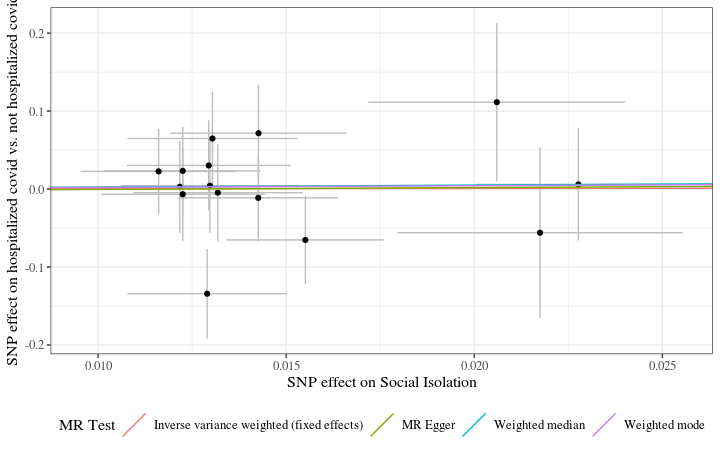 SNP effect on hospitalized covid vs. not hospitalized covid
0.2
0.1
0.0
-0.1
-0.2
0.010 0.015 0.020 0.025
SNP effect on Social Isolation
MR Test Inverse variance weighted (fixed effects) MR Egger Weighted median Weighted mode